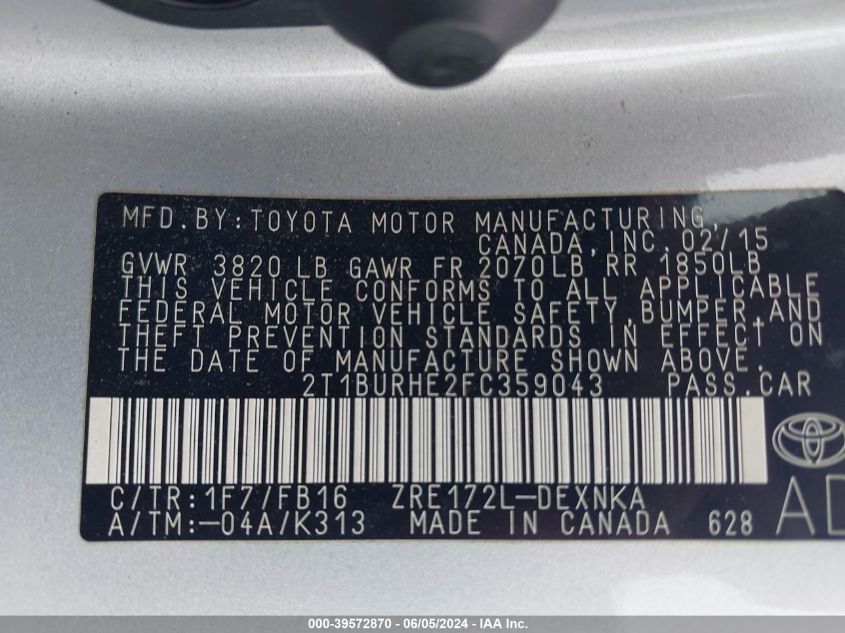 MFD.BY:TOYOTA MOTOR MANUFACTURING,
CANADA, INC. 02/15
GVWR 3820 LB GAWR FR 2070LB RR 1850LB
THIS VEHICLE CONFORMS TO ALL APPLICABLE
FEDERAL MOTOR VEHICLE SAFETY, BUMPER, AND
THEFT PREVENTION STANDARDS IN EFFECT ON
THE DATE OF MANUFACTURE SHOWN ABOVE.
2T1BURHE2FC359043 PASS.CAR
C/TR:1F7/FB16 ZRE172L-DEXNKA
A/TM:-04A/K313 MADE IN CANADA 628
000-39572870 | 06/05/2024 - IAA Inc.